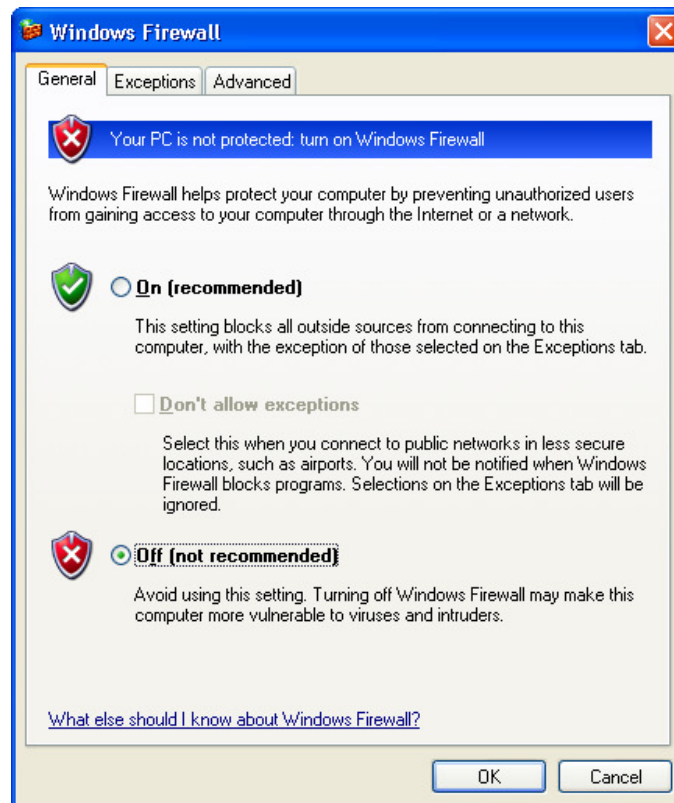 Windows Firewall
General Exceptions Advanced
Your PC is not protected: turn on Windows Firewall
Windows Firewall helps protect your computer by preventing unauthorized users
from gaining access to your computer through the Internet or a network.
On (recommended)
This setting blocks all outside sources from connecting to this
computer, with the exception of those selected on the Exceptions tab.
Don't allow exceptions
Select this when you connect to public networks in less secure
locations, such as airports. You will not be notified when Windows
Firewall blocks programs. Selections on the Exceptions tab will be
ignored.
Off (not recommended)
Avoid using this setting. Turning off Windows Firewall may make this
computer more vulnerable to viruses and intruders.
What else should I know about Windows Firewall?
OK Cancel